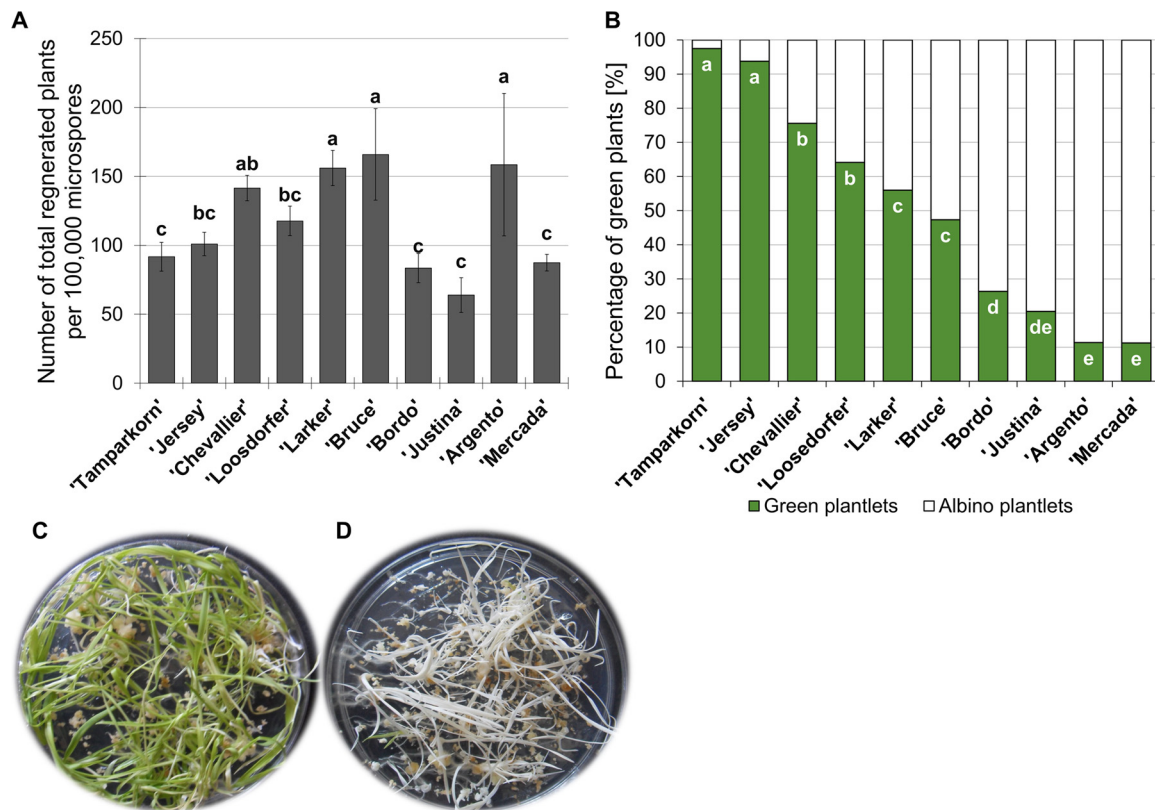 A
Number of total regnerated plants
per 100,000 microspores
250
200
150
100
50
0
c
bc
ab
bc
a
a
c
c
a
c
'Tamparkorn'
'Jersey'
'Chevallier'
'Loosdorfer'
'Larker'
'Bruce'
'Bordo'
'Justina'
'Argento'
'Mercada'
B
Percentage of green plants [%]
100
90
80
70
60
50
40
30
20
10
0
a
a
b
b
c
c
d
de
e
e
'Tamparkorn'
'Jersey'
'Chevallier'
'Loosedorfer'
'Larker'
'Bruce'
'Bordo'
'Justina'
'Argento'
'Mercada'
Green plantlets
Albino plantlets
C
D